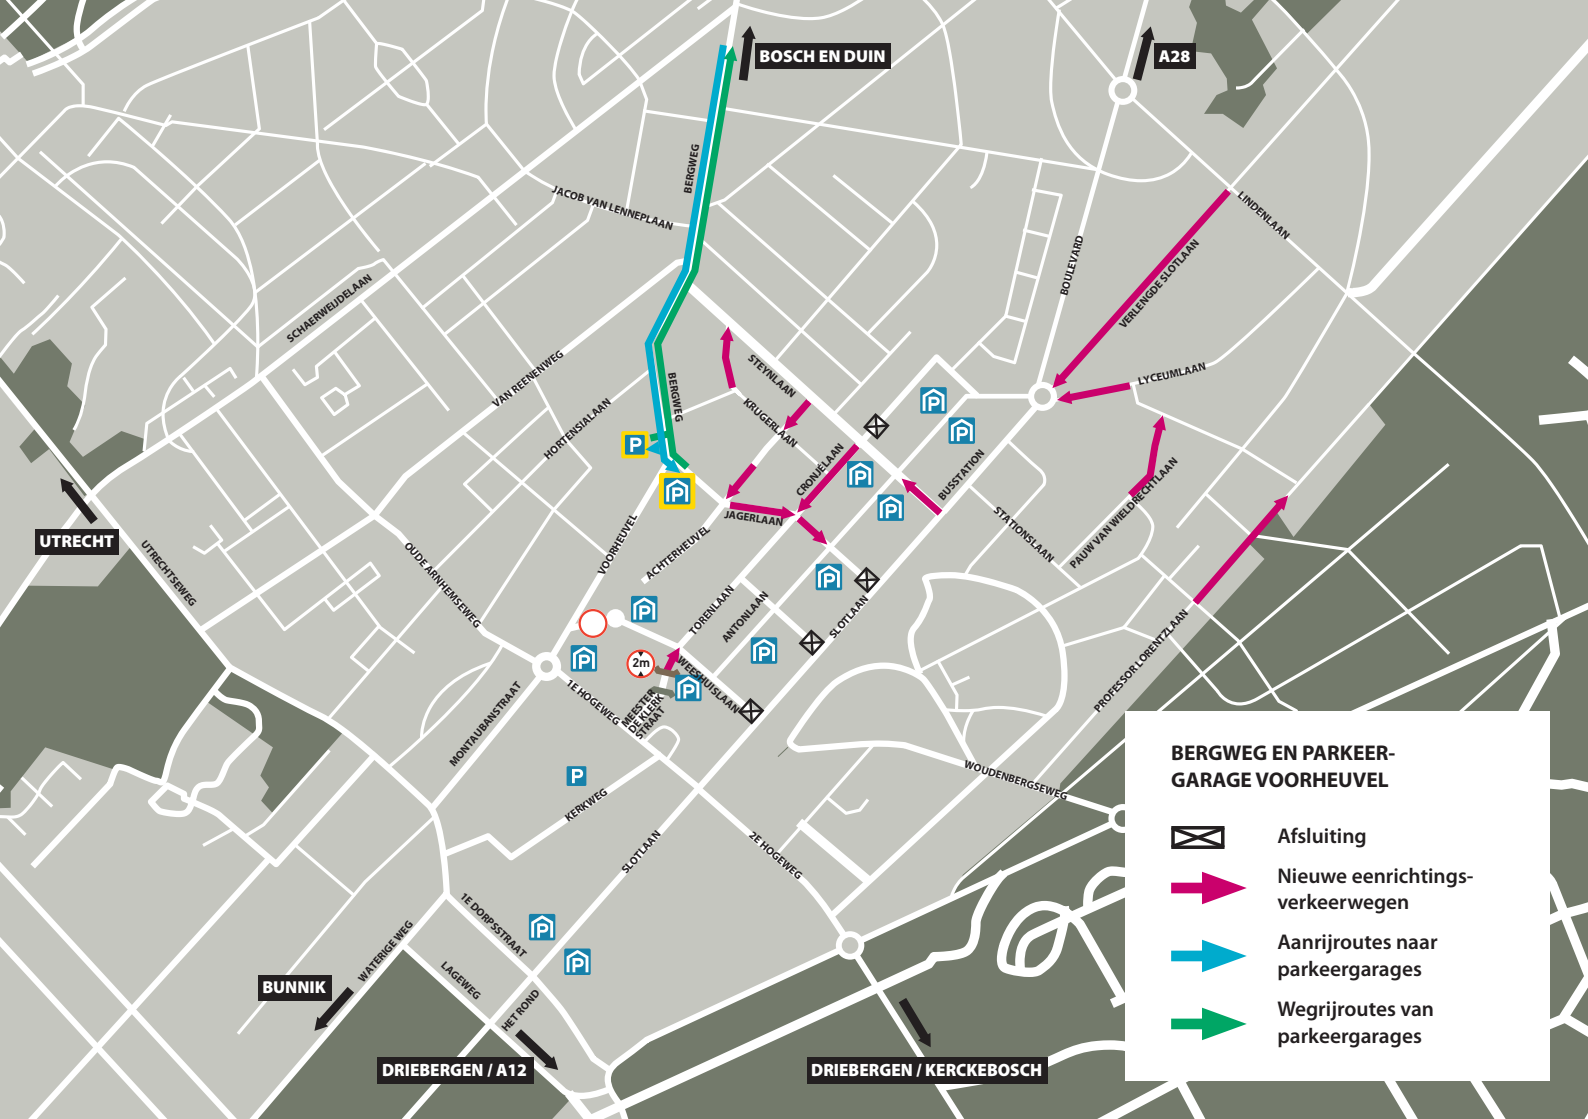 BOSCH EN DUIN
A28
BERGWEG
JACOB VAN LENNEPLAAN
LINDENLAAN
BOULEVARD
VERLENGDE SLOTLAAN
SCHAERWEIJDELAAN
VAN REENENWEG
STEYNLAAN
LYCEUMLAAN
BERGWEG
HORTENSIALAAN
KRUGERLAAN
P
P
P
P
CRONJÉLAAN
P
BUSSTATION
PAUW VAN WIELDRECHTLAAN
P
P
JAGERLAAN
STATIONSLAAN
UTRECHT
UTRECHTSEWEG
OUDE ARNHEMSEWEG
VOORHEUVEL
ACHTERHEUVEL
P
P
TORENLAAN
ANTONLAAN
SLOTLAAN
PROFESSOR LORENTZLAAN
P
P
2m
WEESHUISLAAN
P
MONTAUBANSTRAAT
1E HOGEWEG
MEESTER
DE KLERK
STRAAT
WOUDENBERGSEWEG
P
KERKWEG
SLOTLAAN
2E HOGEWEG
1E DORPSSTRAAT
P
P
WATERIGE WEG
LAGEWEG
HET ROND
BUNNIK
DRIEBERGEN / A12
DRIEBERGEN / KERCKEBOSCH
BERGWEG EN PARKEER-
GARAGE VOORHEUVEL
Afsluiting
Nieuwe eenrichtings-
verkeerwegen
Aanrijroutes naar
parkeergarages
Wegrijroutes van
parkeergarages